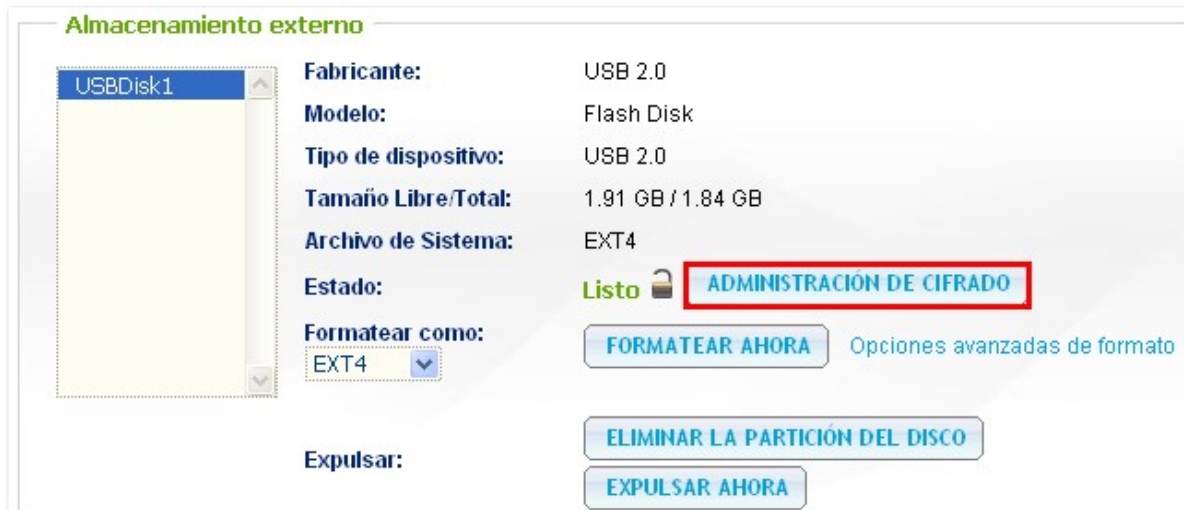 Almacenamiento externo
USBDisk1
Fabricante: USB 2.0
Modelo: Flash Disk
Tipo de dispositivo: USB 2.0
Tamaño Libre/Total: 1.91 GB / 1.84 GB
Archivo de Sistema: EXT4
Estado: Listo ADMINISTRACIÓN DE CIFRADO
Formatear como:
EXT4
FORMATEAR AHORA Opciones avanzadas de formato
ELIMINAR LA PARTICIÓN DEL DISCO
Expulsar:
EXPULSAR AHORA